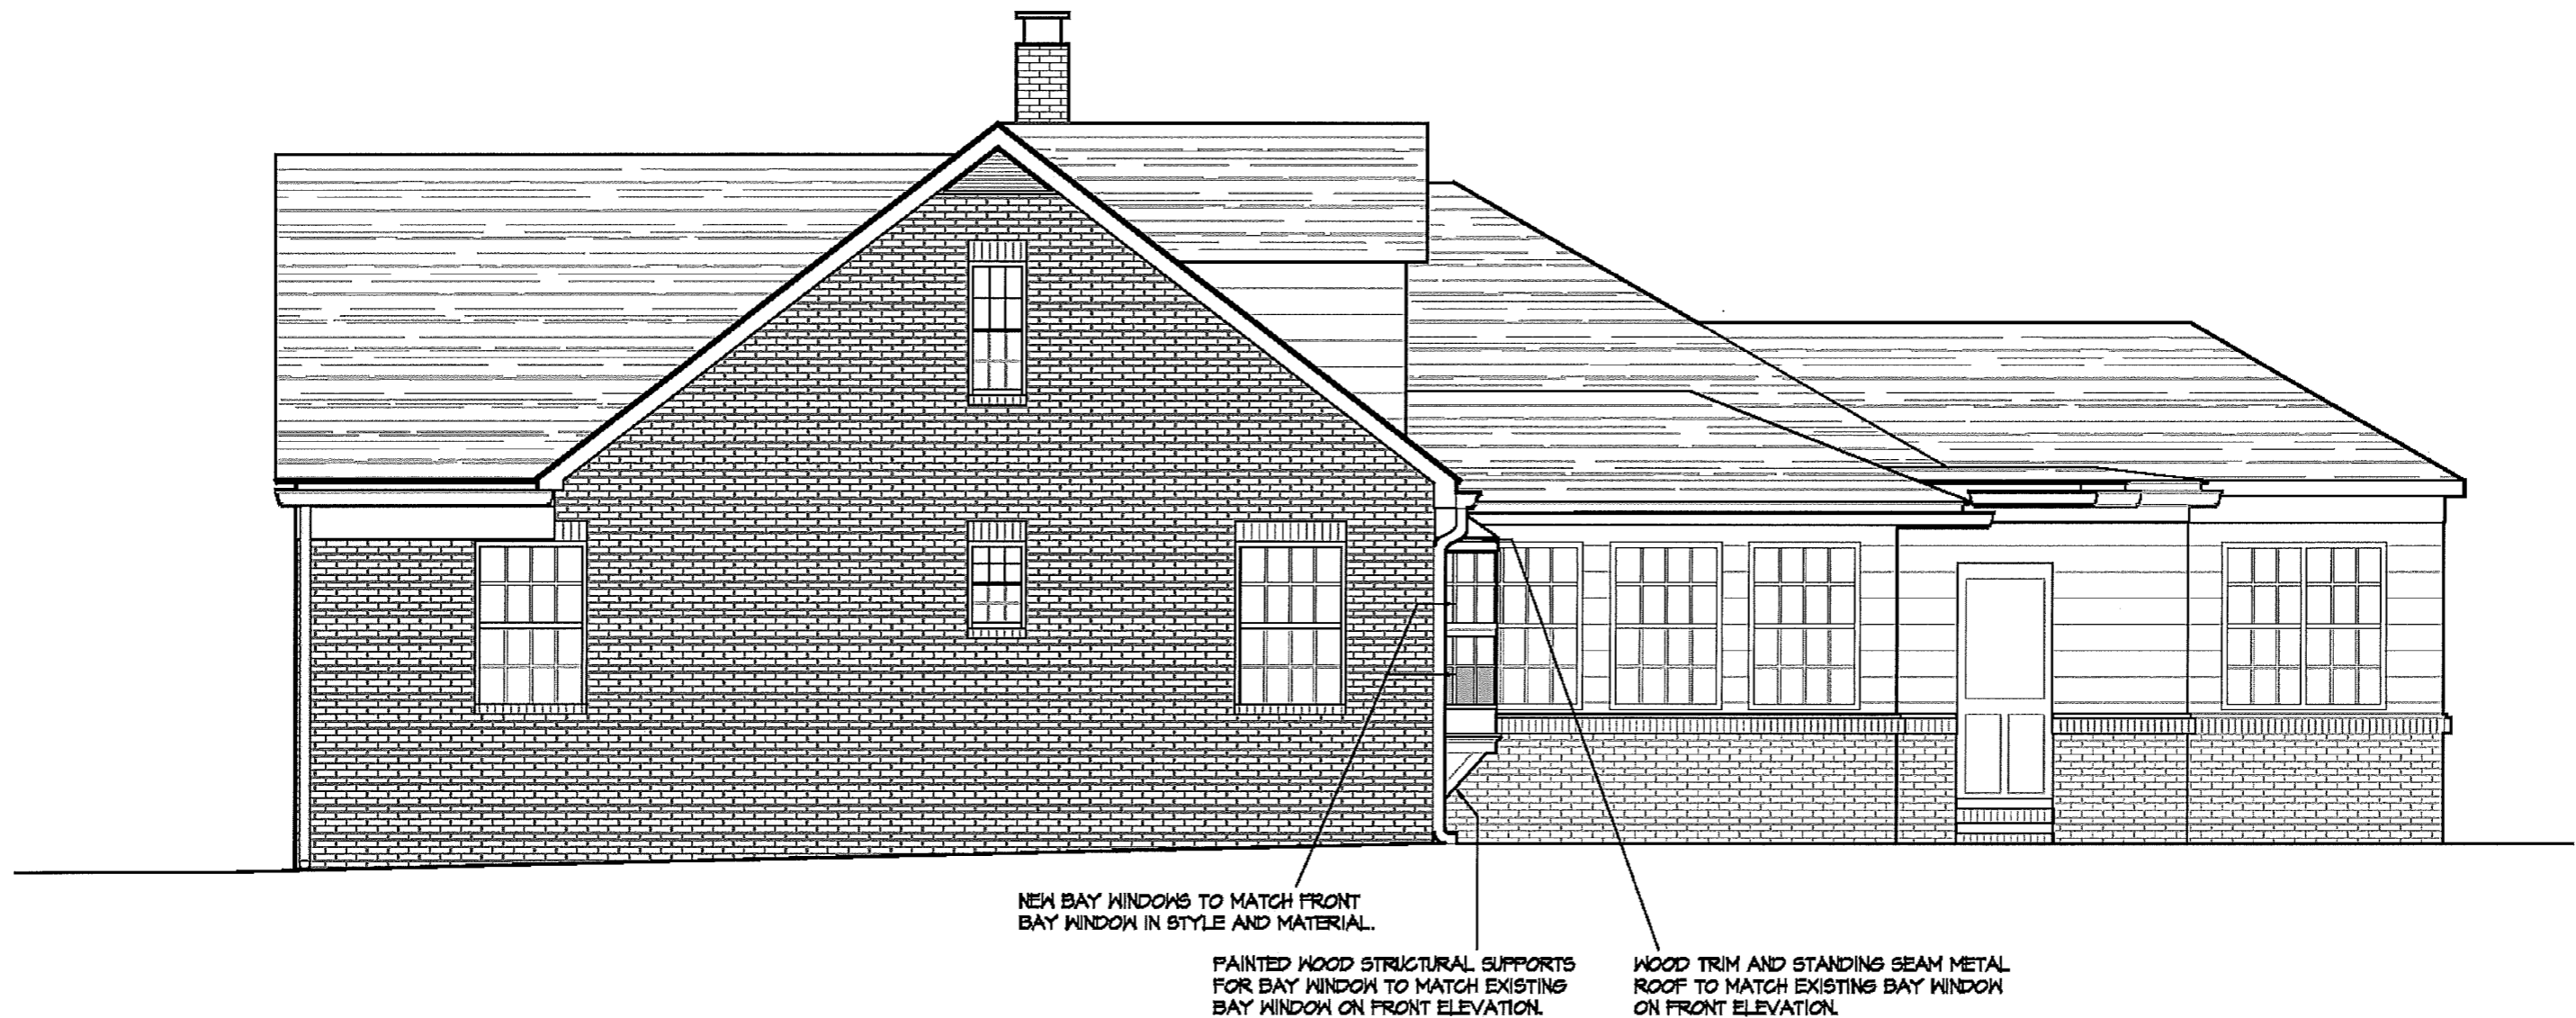 NEW BAY WINDOWS TO MATCH FRONT
BAY WINDOW IN STYLE AND MATERIAL.
PAINTED WOOD STRUCTURAL SUPPORTS
FOR BAY WINDOW TO MATCH EXISTING
BAY WINDOW ON FRONT ELEVATION.
WOOD TRIM AND STANDING SEAM METAL
ROOF TO MATCH EXISTING BAY WINDOW
ON FRONT ELEVATION.